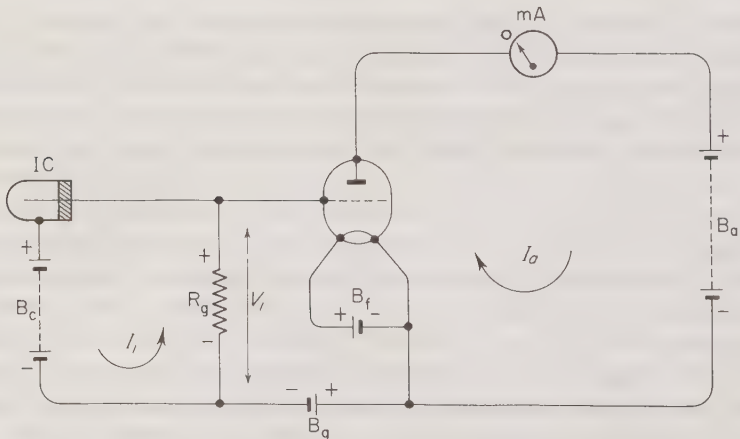 mA
o
IC
+
+
+
B_c
I_1
R_g
V_1
-
-
B_f
+ -
I_a
B_a
-
- +
B_g